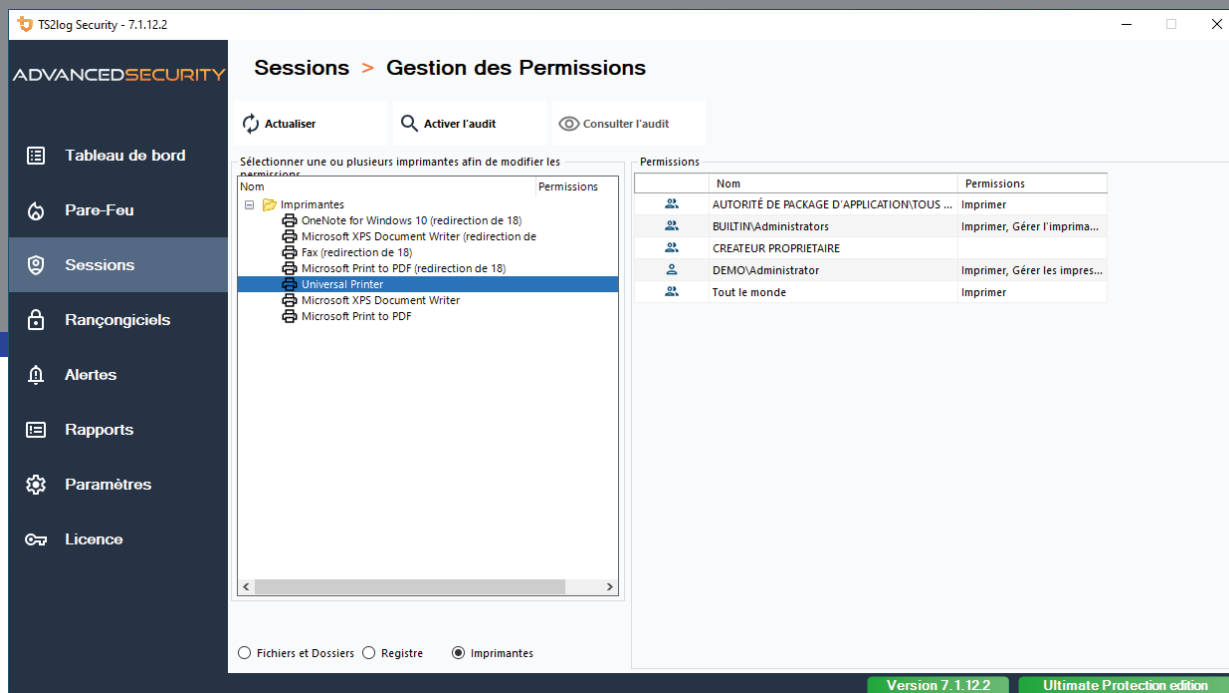 TS2log Security - 7.1.12.2
ADVANCEDSECURITY
Sessions > Gestion des Permissions
Actualiser
Activer l'audit
Consulter l'audit
Tableau de bord
Pare-Feu
Sessions
Rançongiciels
Alertes
Rapports
Paramètres
Licence
Sélectionner une ou plusieurs imprimantes afin de modifier les
permissions
Nom Permissions
Imprimantes
OneNote for Windows 10 (redirection de 18)
Microsoft XPS Document Writer (redirection de
Fax (redirection de 18)
Microsoft Print to PDF (redirection de 18)
Universal Printer
Microsoft XPS Document Writer
Microsoft Print to PDF
Fichiers et Dossiers
Registre
Imprimantes
Permissions
Nom Permissions
AUTORITÉ DE PACKAGE D'APPLICATION\TOUS ... Imprimer
BUILTIN\Administrators Imprimer, Gérer l'imprima...
CREATEUR PROPRIETAIRE
DEMO\Administrator Imprimer, Gérer les impres...
Tout le monde Imprimer
Version 7.1.12.2
Ultimate Protection edition